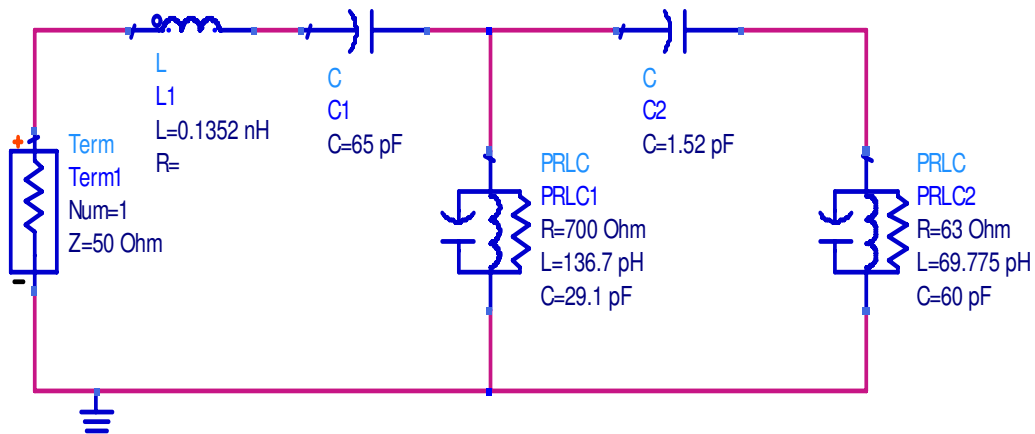 L
L1
L=0.1352 nH
R=
C
C1
C=65 pF
C
C2
C=1.52 pF
+
Term
Term1
Num=1
Z=50 Ohm
-
PRLC
PRLC1
R=700 Ohm
L=136.7 pH
C=29.1 pF
PRLC
PRLC2
R=63 Ohm
L=69.775 pH
C=60 pF